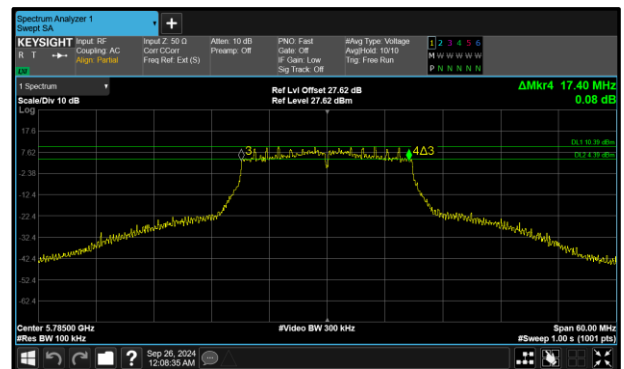 Spectrum Analyzer 1
Swept SA
+
KEYSIGHT Input: RF Input Z: 50 Ω Atten: 10 dB PNO: Fast #Avg Type: Voltage 1 2 3 4 5 6
R T Coupling: AC Corr CCorr Preamp: Off Gate: Off Avg|Hold: 10/10 M W W W W W
Align: Partial Freq Ref: Ext (S) IF Gain: Low Trig: Free Run
Sig Track: Off P N N N N N
1 Spectrum Ref Lvl Offset 27.62 dB ΔMkr4 17.40 MHz
Scale/Div 10 dB Ref Level 27.62 dBm 0.08 dB
Log
17.6
DL1 10.39 dBm
7.62 3 4Δ3
DL2 4.39 dBm
-2.38
-12.4
-22.4
-32.4
-42.4
-52.4
-62.4
Center 5.78500 GHz #Video BW 300 kHz Span 60.00 MHz
#Res BW 100 kHz #Sweep 1.00 s (1001 pts)
? Sep 26, 2024
12:08:35 AM